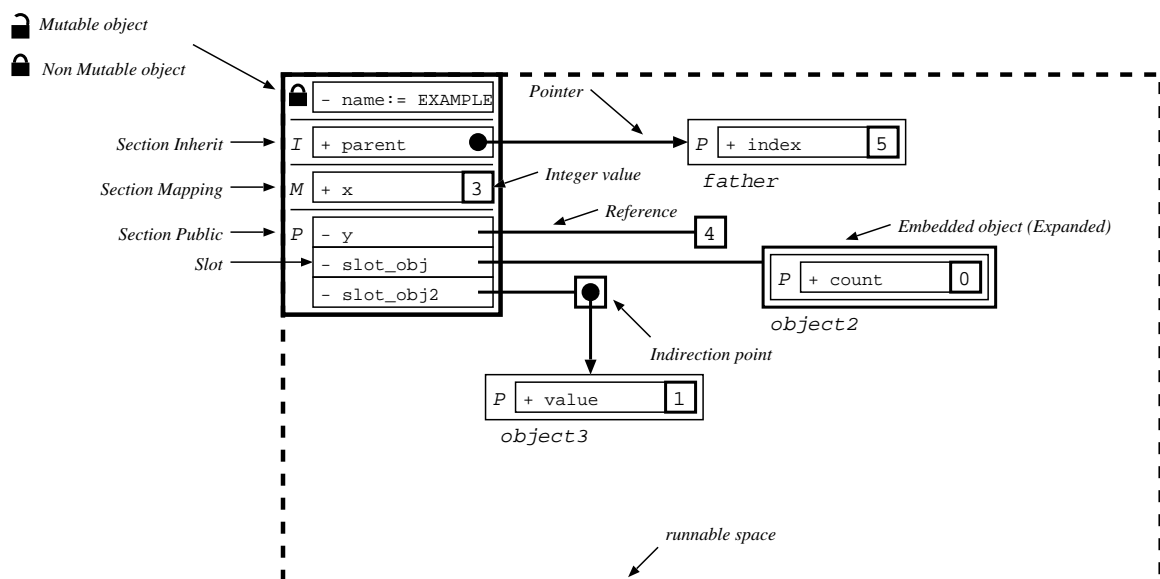 Mutable object
Non Mutable object
- name:= EXAMPLE
Pointer
Section Inherit
I + parent
P + index 5
father
Section Mapping
M + x 3
Integer value
Reference
Section Public
P - y
4
Embedded object (Expanded)
Slot
- slot_obj
P + count 0
- slot_obj2
object2
Indirection point
P + value 1
object3
runnable space